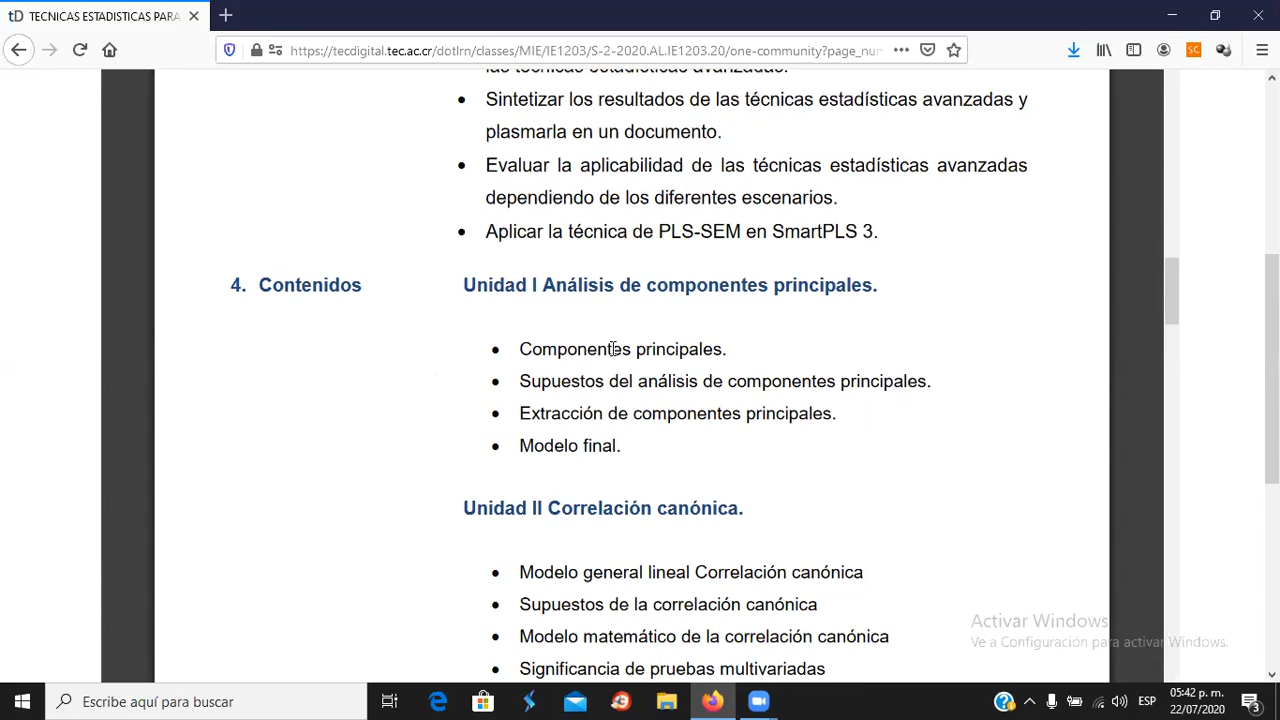 TECNICAS ESTADISTICAS PARA
https://tecdigital.tec.ac.cr/dotlrn/classes/MIE/IE1203/S-2-2020.AL.IE1203.20/one-community?page_num
las técnicas estadísticas avanzadas.
• Sintetizar los resultados de las técnicas estadísticas avanzadas y
plasmarla en un documento.
• Evaluar la aplicabilidad de las técnicas estadísticas avanzadas
dependiendo de los diferentes escenarios.
• Aplicar la técnica de PLS-SEM en SmartPLS 3.
4. Contenidos
Unidad I Análisis de componentes principales.
• Componentes principales.
• Supuestos del análisis de componentes principales.
• Extracción de componentes principales.
• Modelo final.
Unidad II Correlación canónica.
• Modelo general lineal Correlación canónica
• Supuestos de la correlación canónica
• Modelo matemático de la correlación canónica
• Significancia de pruebas multivariadas
Activar Windows
Ve a Configuración para activar Windows.
Escribe aquí para buscar
ESP
05:42 p. m.
22/07/2020
3